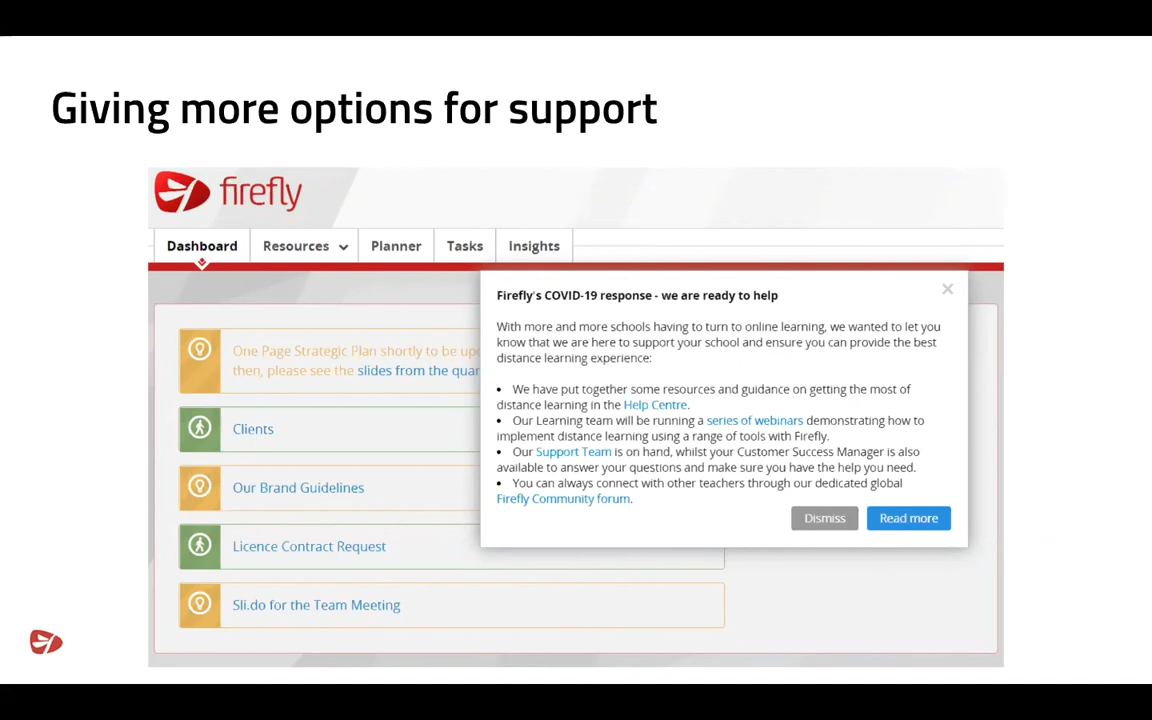 Giving more options for support
firefly
Dashboard
Resources
Planner
Tasks
Insights
Firefly's COVID-19 response - we are ready to help
With more and more schools having to turn to online learning, we wanted to let you
know that we are here to support your school and ensure you can provide the best
distance learning experience:
• We have put together some resources and guidance on getting the most of
distance learning in the Help Centre.
• Our Learning team will be running a series of webinars demonstrating how to
implement distance learning using a range of tools with Firefly.
• Our Support Team is on hand, whilst your Customer Success Manager is also
available to answer your questions and make sure you have the help you need.
• You can always connect with other teachers through our dedicated global
Firefly Community forum.
Dismiss
Read more
One Page Strategic Plan shortly to be
then, please see the slides from the
Clients
Our Brand Guidelines
Licence Contract Request
Sli.do for the Team Meeting